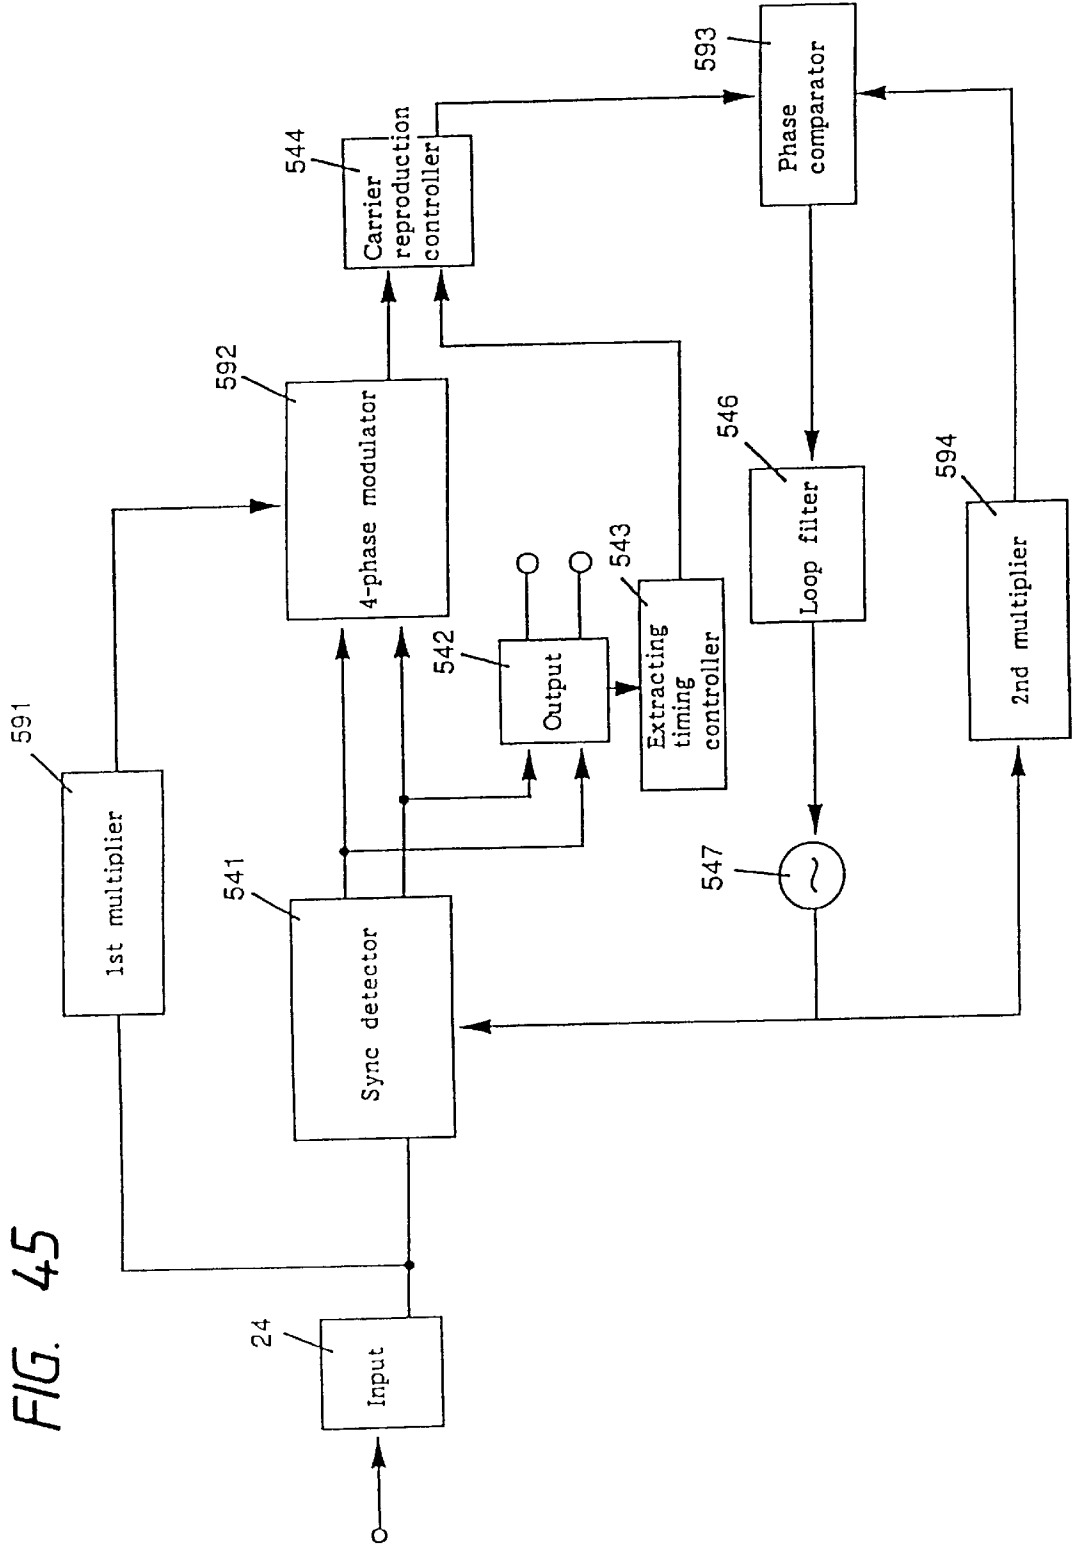 FIG. 45
591
1st multiplier
24
Input
541
Sync detector
592
4-phase modulator
544
Carrier
reproduction
controller
542
Output
543
Extracting
timing
controller
593
Phase
comparator
546
Loop filter
547
~
594
2nd multiplier